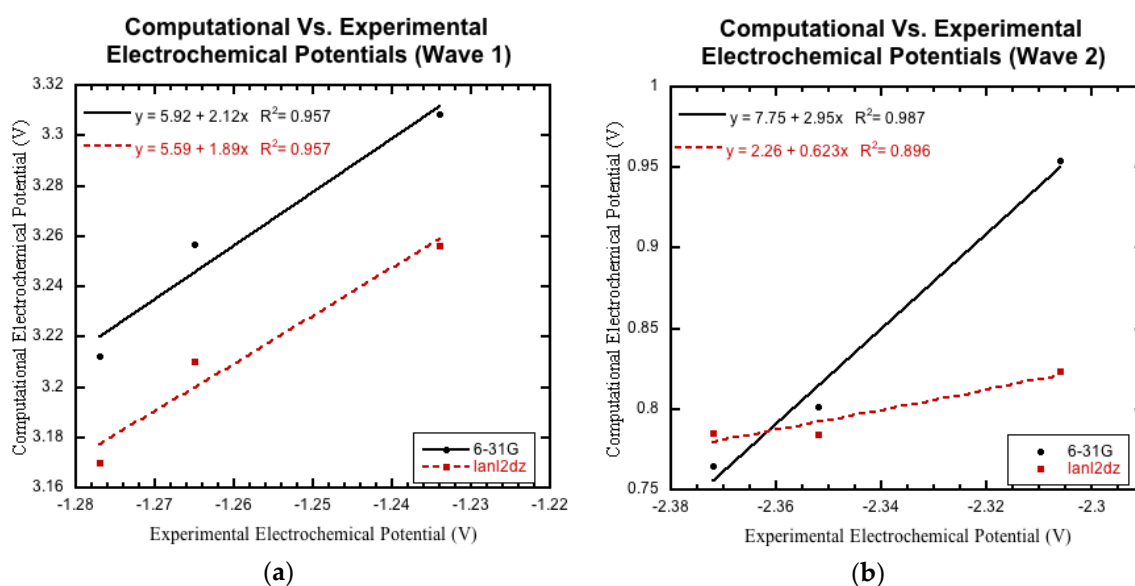 Computational Vs. Experimental
Electrochemical Potentials (Wave 1)
3.32
3.3
3.28
3.26
3.24
3.22
3.2
3.18
3.16
Computational Electrochemical Potential (V)
y = 5.92 + 2.12x R²= 0.957
y = 5.59 + 1.89x R²= 0.957
6-31G
lanl2dz
-1.28
-1.27
-1.26
-1.25
-1.24
-1.23
-1.22
Experimental Electrochemical Potential (V)
(a)
Computational Vs. Experimental
Electrochemical Potentials (Wave 2)
1
0.95
0.9
0.85
0.8
0.75
Computational Electrochemical Potential (V)
y = 7.75 + 2.95x R²= 0.987
y = 2.26 + 0.623x R²= 0.896
6-31G
lanl2dz
-2.38
-2.36
-2.34
-2.32
-2.3
Experimental Electrochemical Potential (V)
(b)